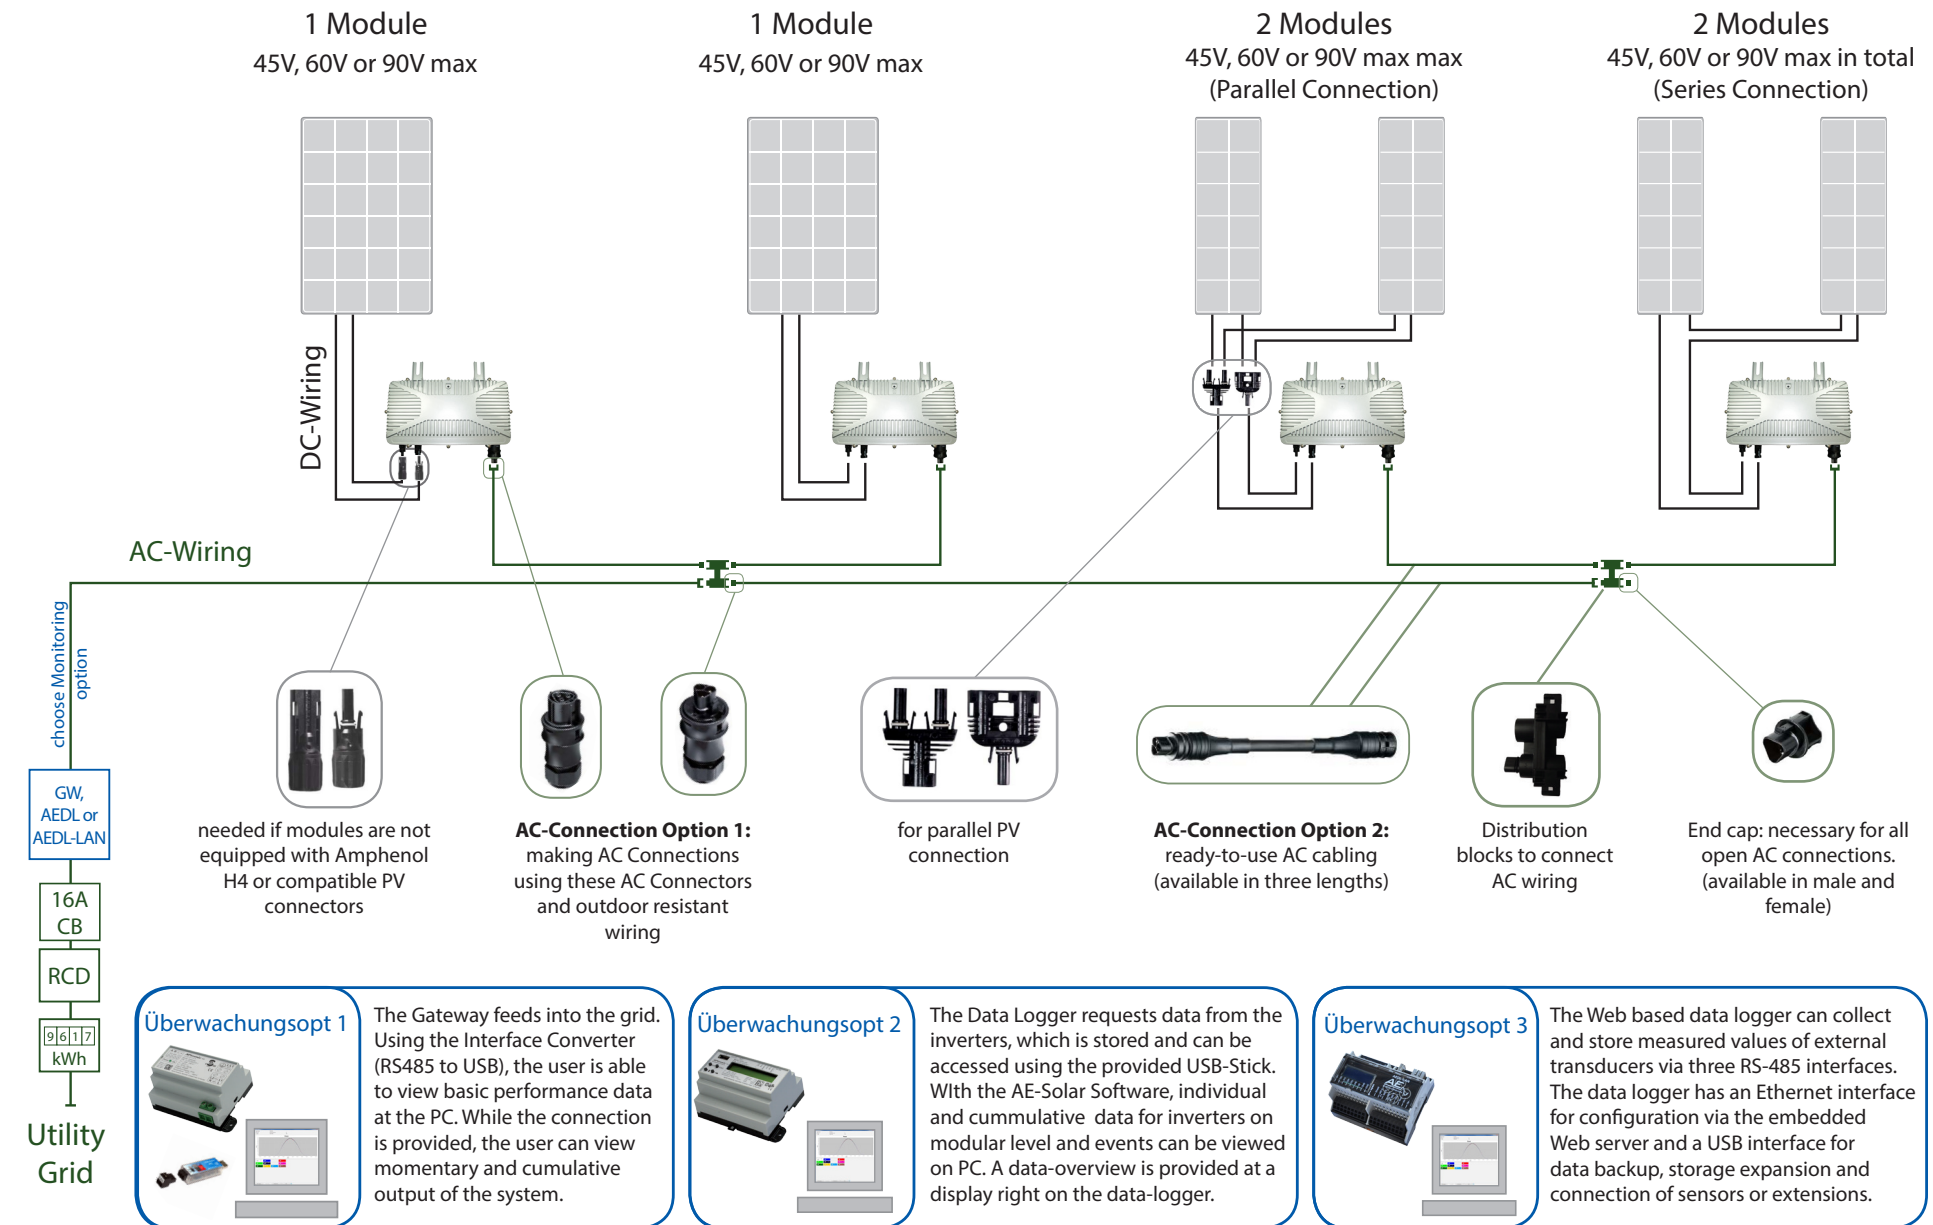 1 Module
45V, 60V or 90V max
1 Module
45V, 60V or 90V max
2 Modules
45V, 60V or 90V max max
(Parallel Connection)
2 Modules
45V, 60V or 90V max in total
(Series Connection)
DC-Wiring
AC-Wiring
choose Monitoring
option
GW,
AEDL or
AEDL-LAN
16A
CB
RCD
9 6 1 7
kWh
Utility
Grid
needed if modules are not
equipped with Amphenol
H4 or compatible PV
connectors
AC-Connection Option 1:
making AC Connections
using these AC Connectors
and outdoor resistant
wiring
for parallel PV
connection
AC-Connection Option 2:
ready-to-use AC cabling
(available in three lengths)
Distribution
blocks to connect
AC wiring
End cap: necessary for all
open AC connections.
(available in male and
female)
Überwachungsopt 1
The Gateway feeds into the grid.
Using the Interface Converter
(RS485 to USB), the user is able
to view basic performance data
at the PC. While the connection
is provided, the user can view
momentary and cumulative
output of the system.
Überwachungsopt 2
The Data Logger requests data from the
inverters, which is stored and can be
accessed using the provided USB-Stick.
WIth the AE-Solar Software, individual
and cummulative data for inverters on
modular level and events can be viewed
on PC. A data-overview is provided at a
display right on the data-logger.
Überwachungsopt 3
AE
The Web based data logger can collect
and store measured values of external
transducers via three RS-485 interfaces.
The data logger has an Ethernet interface
for configuration via the embedded
Web server and a USB interface for
data backup, storage expansion and
connection of sensors or extensions.